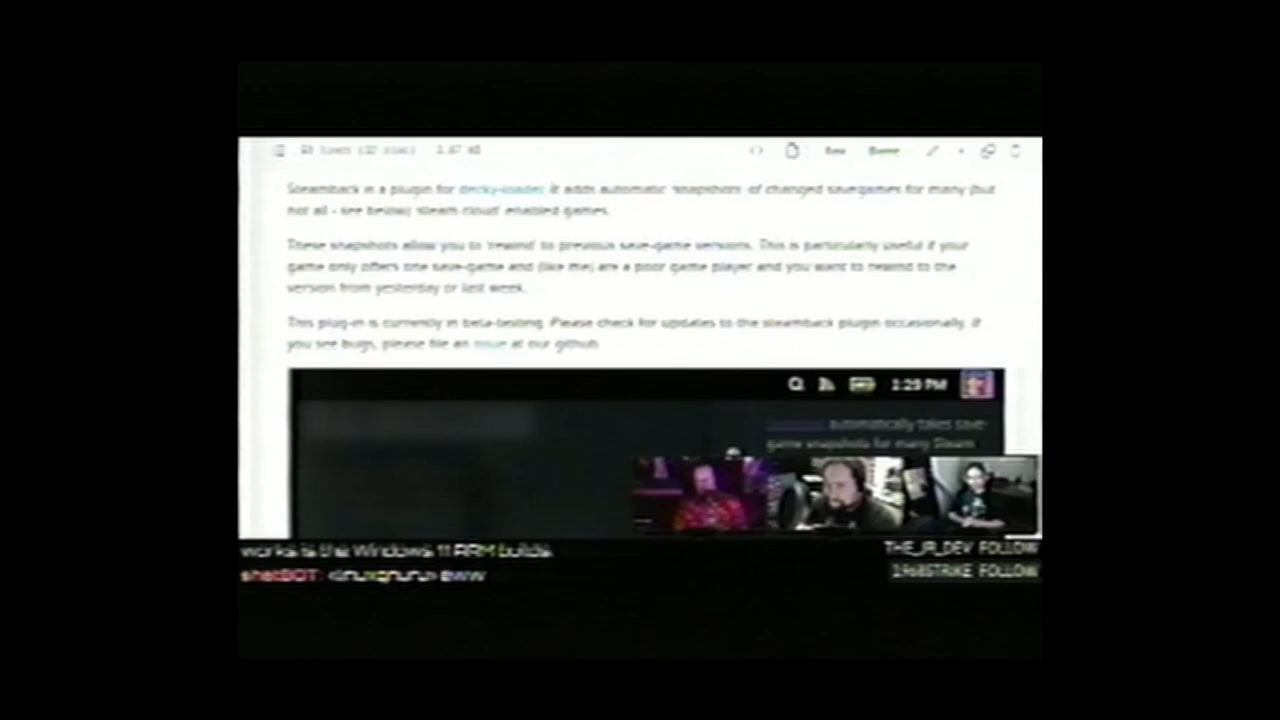 Raw Blame
Steamback is a plugin for decky-loader. It adds automatic 'snapshots' of changed savegames for many (but
not all - see below) 'steam cloud' enabled games.
These snapshots allow you to 'rewind' to previous save-game versions. This is particularly useful if your
game only offers one save-game and (like me) are a poor game player and you want to rewind to the
version from yesterday or last week.
This plug-in is currently in beta-testing. Please check for updates to the steamback plugin occasionally. If
you see bugs, please file an issue at our github.
1:29 PM
automatically takes save-
game snapshots for many Steam
works is the Windows 11 ARM builds.
THE_JR_DEV FOLLOW
shatBOT: <linuxgnuru> eww
1968STRIKE FOLLOW